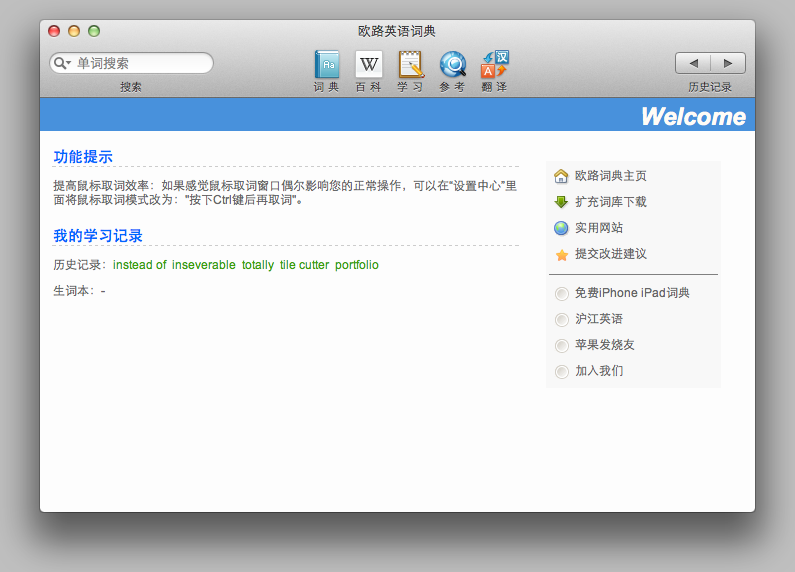 欧路英语词典
单词搜索
搜索
词典
百科
学习
参考
翻译
历史记录
W
Aa
汉
A
Welcome
功能提示
提高鼠标取词效率：如果感觉鼠标取词窗口偶尔影响您的正常操作，可以在“设置中心”里
面将鼠标取词模式改为："按下Ctrl键后再取词"。
我的学习记录
历史记录：instead of inseverable totally tile cutter portfolio
生词本：-
欧路词典主页
扩充词库下载
实用网站
提交改进建议
免费iPhone iPad词典
沪江英语
苹果发烧友
加入我们